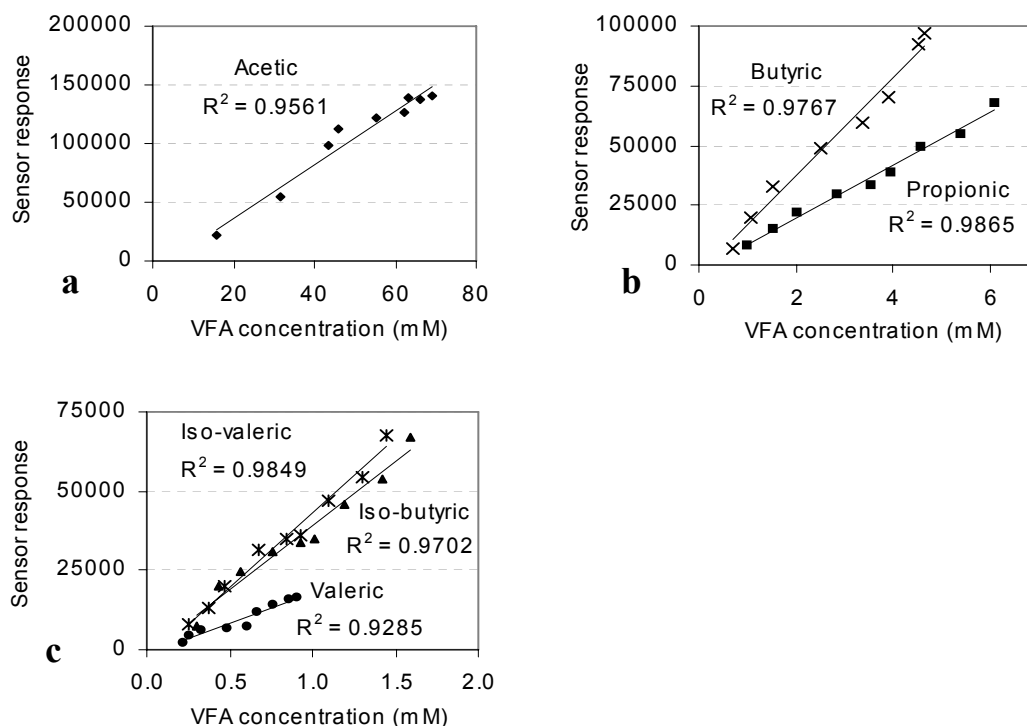 200000
150000
100000
50000
0
Sensor response
Acetic
R² = 0.9561
a
0 20 40 60 80
VFA concentration (mM)
100000
75000
50000
25000
0
Sensor response
Butyric
R² = 0.9767
Propionic
R² = 0.9865
b
0 2 4 6
VFA concentration (mM)
75000
50000
25000
0
Sensor response
Iso-valeric
R² = 0.9849
Iso-butyric
R² = 0.9702
Valeric
R² = 0.9285
c
0.0 0.5 1.0 1.5 2.0
VFA concentration (mM)